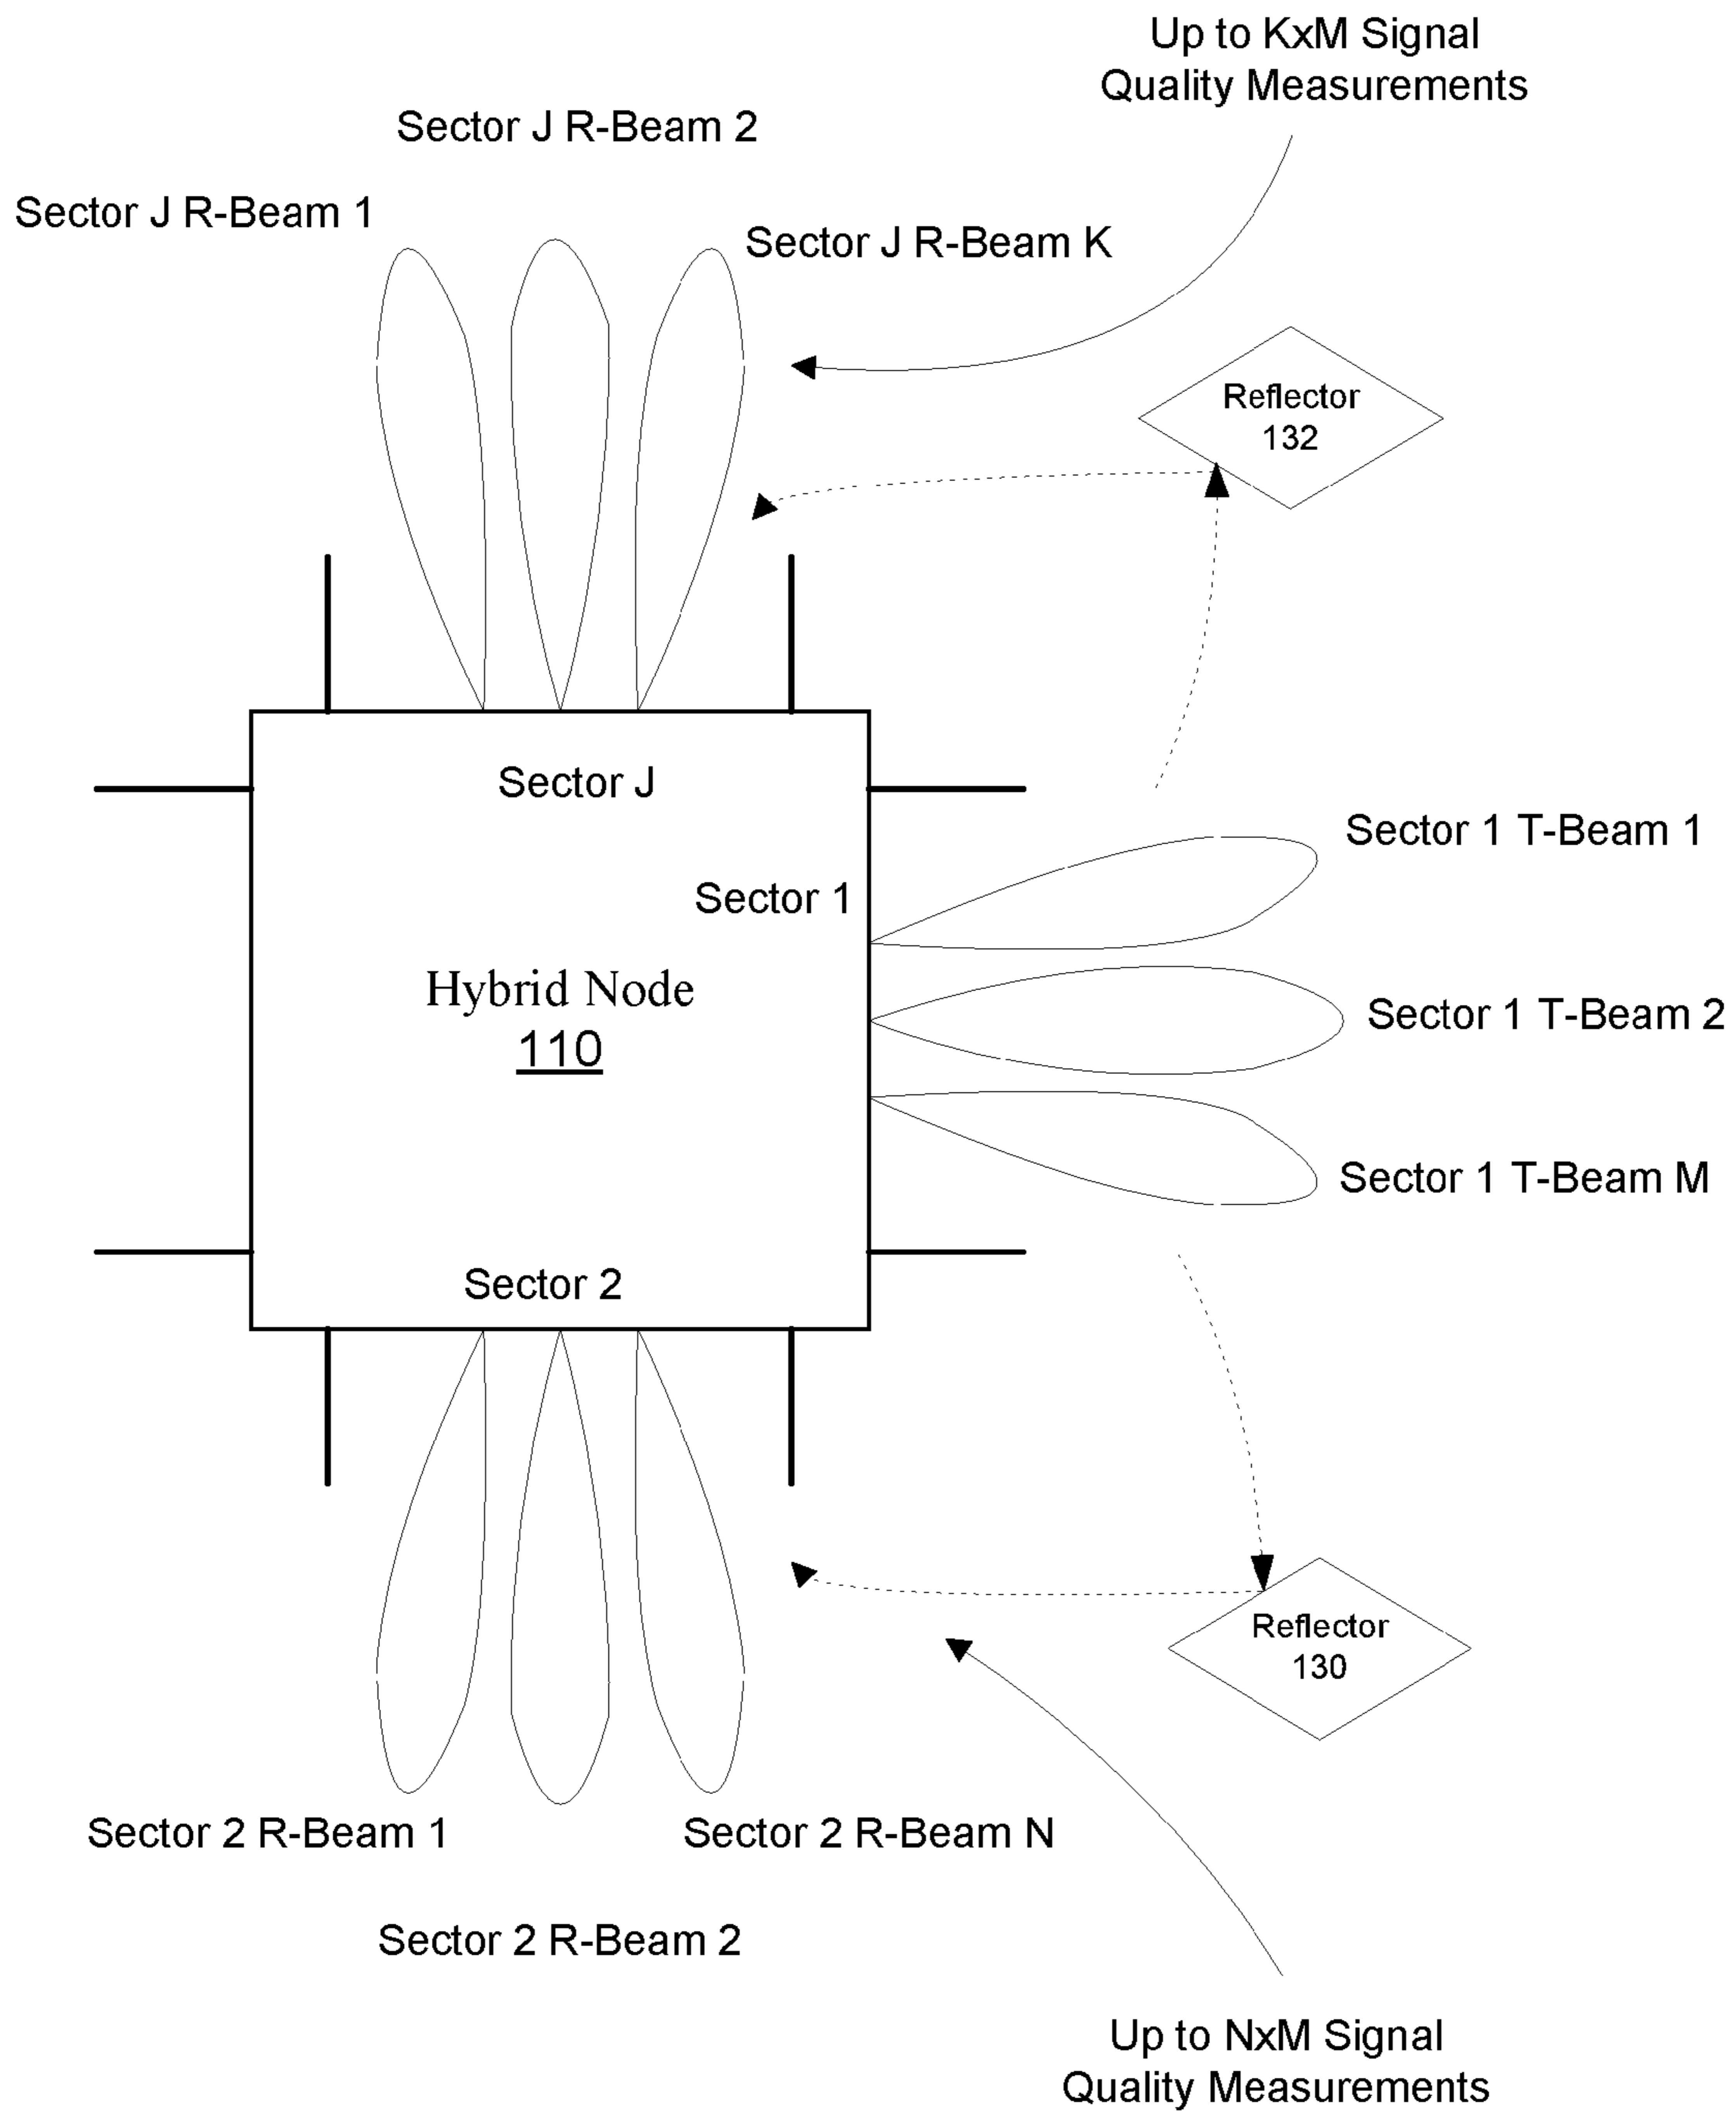 Up to KxM Signal
Quality Measurements
Sector J R-Beam 2
Sector J R-Beam 1
Sector J R-Beam K
Reflector
132
Sector J
Sector 1 T-Beam 1
Sector 1
Hybrid Node
110
Sector 1 T-Beam 2
Sector 1 T-Beam M
Sector 2
Reflector
130
Sector 2 R-Beam 1
Sector 2 R-Beam N
Sector 2 R-Beam 2
Up to NxM Signal
Quality Measurements